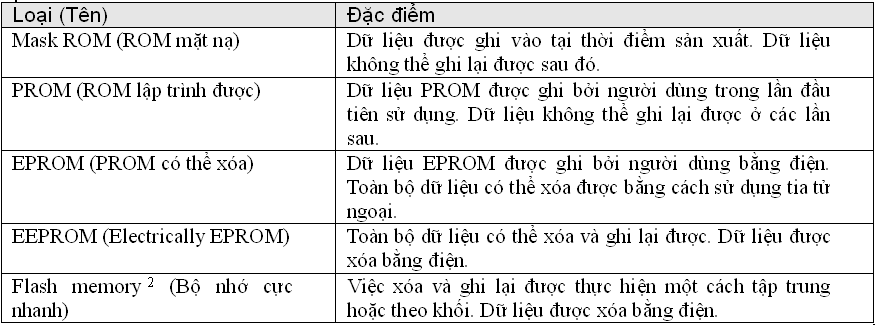 Loại (Tên) Đặc điểm
Mask ROM (ROM mặt nạ) Dữ liệu được ghi vào tại thời điểm sản xuất. Dữ liệu
không thể ghi lại được sau đó.
PROM (ROM lập trình được) Dữ liệu PROM được ghi bởi người dùng trong lần đầu
tiên sử dụng. Dữ liệu không thể ghi lại được ở các lần
sau.
EPROM (PROM có thể xóa) Dữ liệu EPROM được ghi bởi người dùng bằng điện.
Toàn bộ dữ liệu có thể xóa được bằng cách sử dụng tia tử
ngoại.
EEPROM (Electrically EPROM) Toàn bộ dữ liệu có thể xóa và ghi lại được. Dữ liệu được
xóa bằng điện.
Flash memory 2 (Bộ nhớ cực Việc xóa và ghi lại được thực hiện một cách tập trung
nhanh) hoặc theo khối. Dữ liệu được xóa bằng điện.